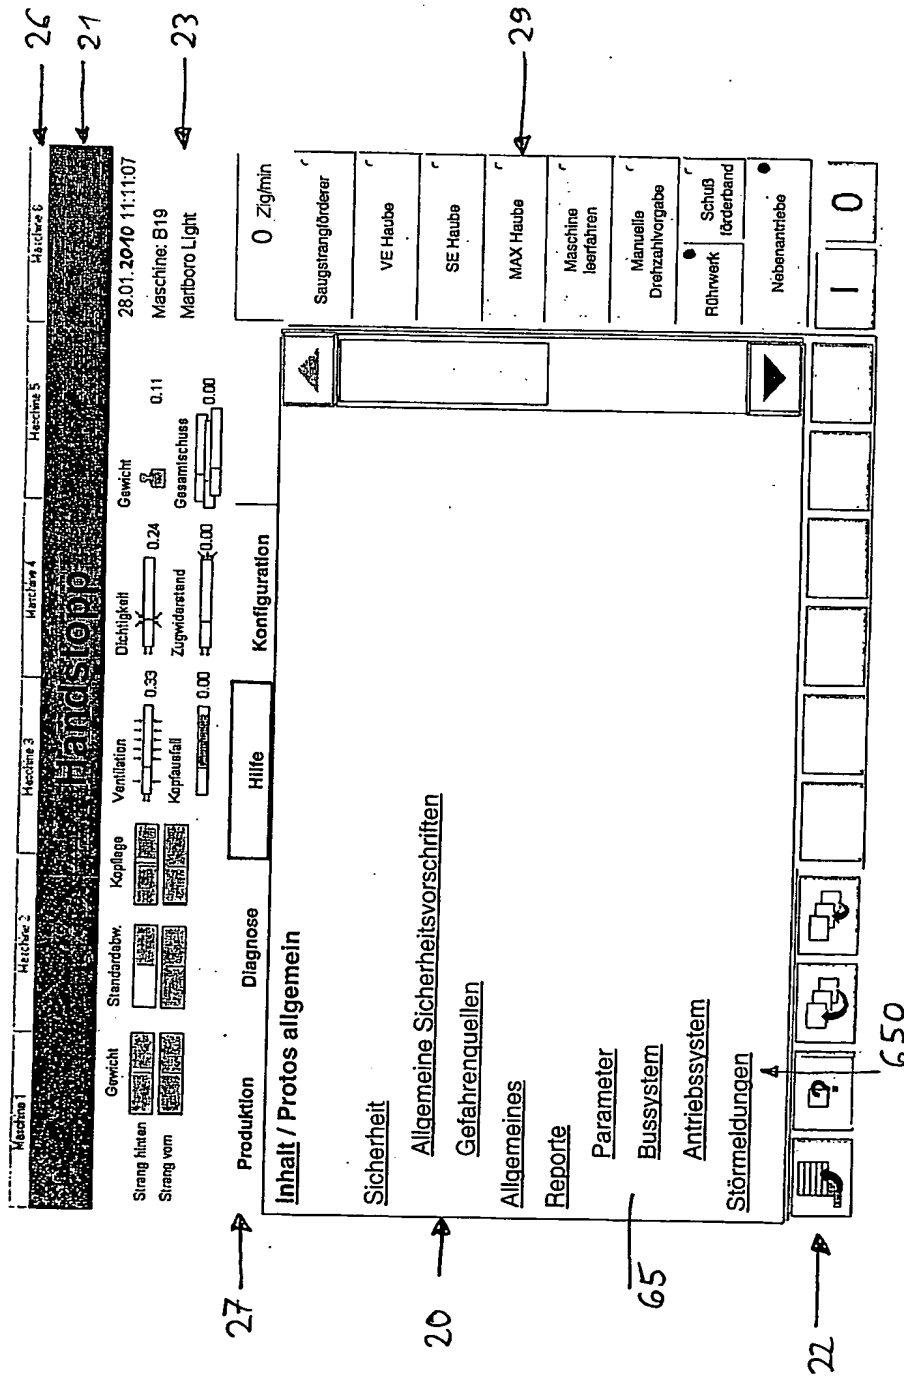 Maschine 1 Maschine 2 Maschine 3 Maschine 4 Maschine 5 Maschine 6
26
Handstopp
21
Gewicht Standardabw. Kopflage Ventilation Dichtigkeit Gewicht 28.01.2010 11:11:07
Strang hinten 0.33 0.24 0.11 Maschine: B19
23
Strang vorn Kopfausfall Zugwiderstand Gesamtschuss Marlboro Light
0.00 0.00 0.00
27
Produktion Diagnose Hilfe Konfiguration
0 Zig/min
Inhalt / Protos allgemein
Sicherheit
Allgemeine Sicherheitsvorschriften
Gefahrenquellen
Allgemeines
Reporte
Parameter
Bussystem
Antriebssystem
Störmeldungen
20
65
650
Saugstrangförderer
VE Haube
SE Haube
MAX Haube
29
Maschine
leerfahren
Manuelle
Drehzahlvorgabe
Rührwerk
Schuß
förderband
Nebenantriebe
22
?
I 0